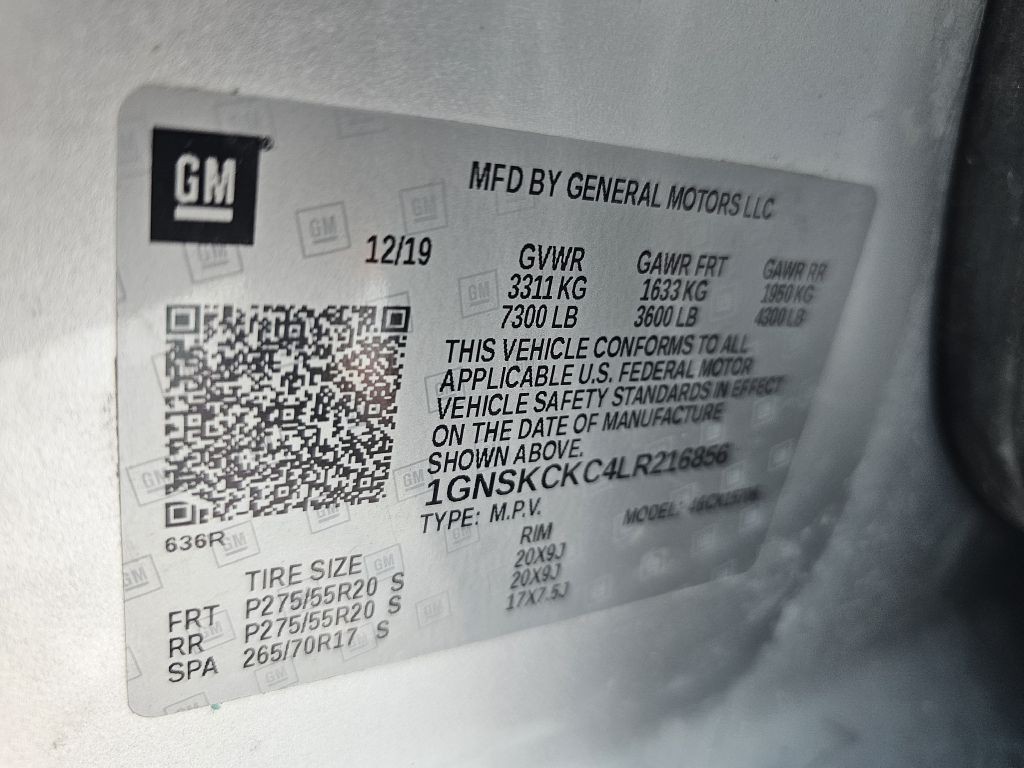 GM
MFD BY GENERAL MOTORS LLC
12/19 GVWR GAWR FRT GAWR RR
3311 KG 1633 KG 1950 KG
7300 LB 3600 LB 4300 LB
THIS VEHICLE CONFORMS TO ALL
APPLICABLE U.S. FEDERAL MOTOR
VEHICLE SAFETY STANDARDS IN EFFECT
ON THE DATE OF MANUFACTURE
SHOWN ABOVE.
1GNSKCKC4LR216856
TYPE: M.P.V. MODEL:
636R
TIRE SIZE RIM
FRT P275/55R20 S 20X9J
RR P275/55R20 S 20X9J
SPA 265/70R17 S 17X7.5J